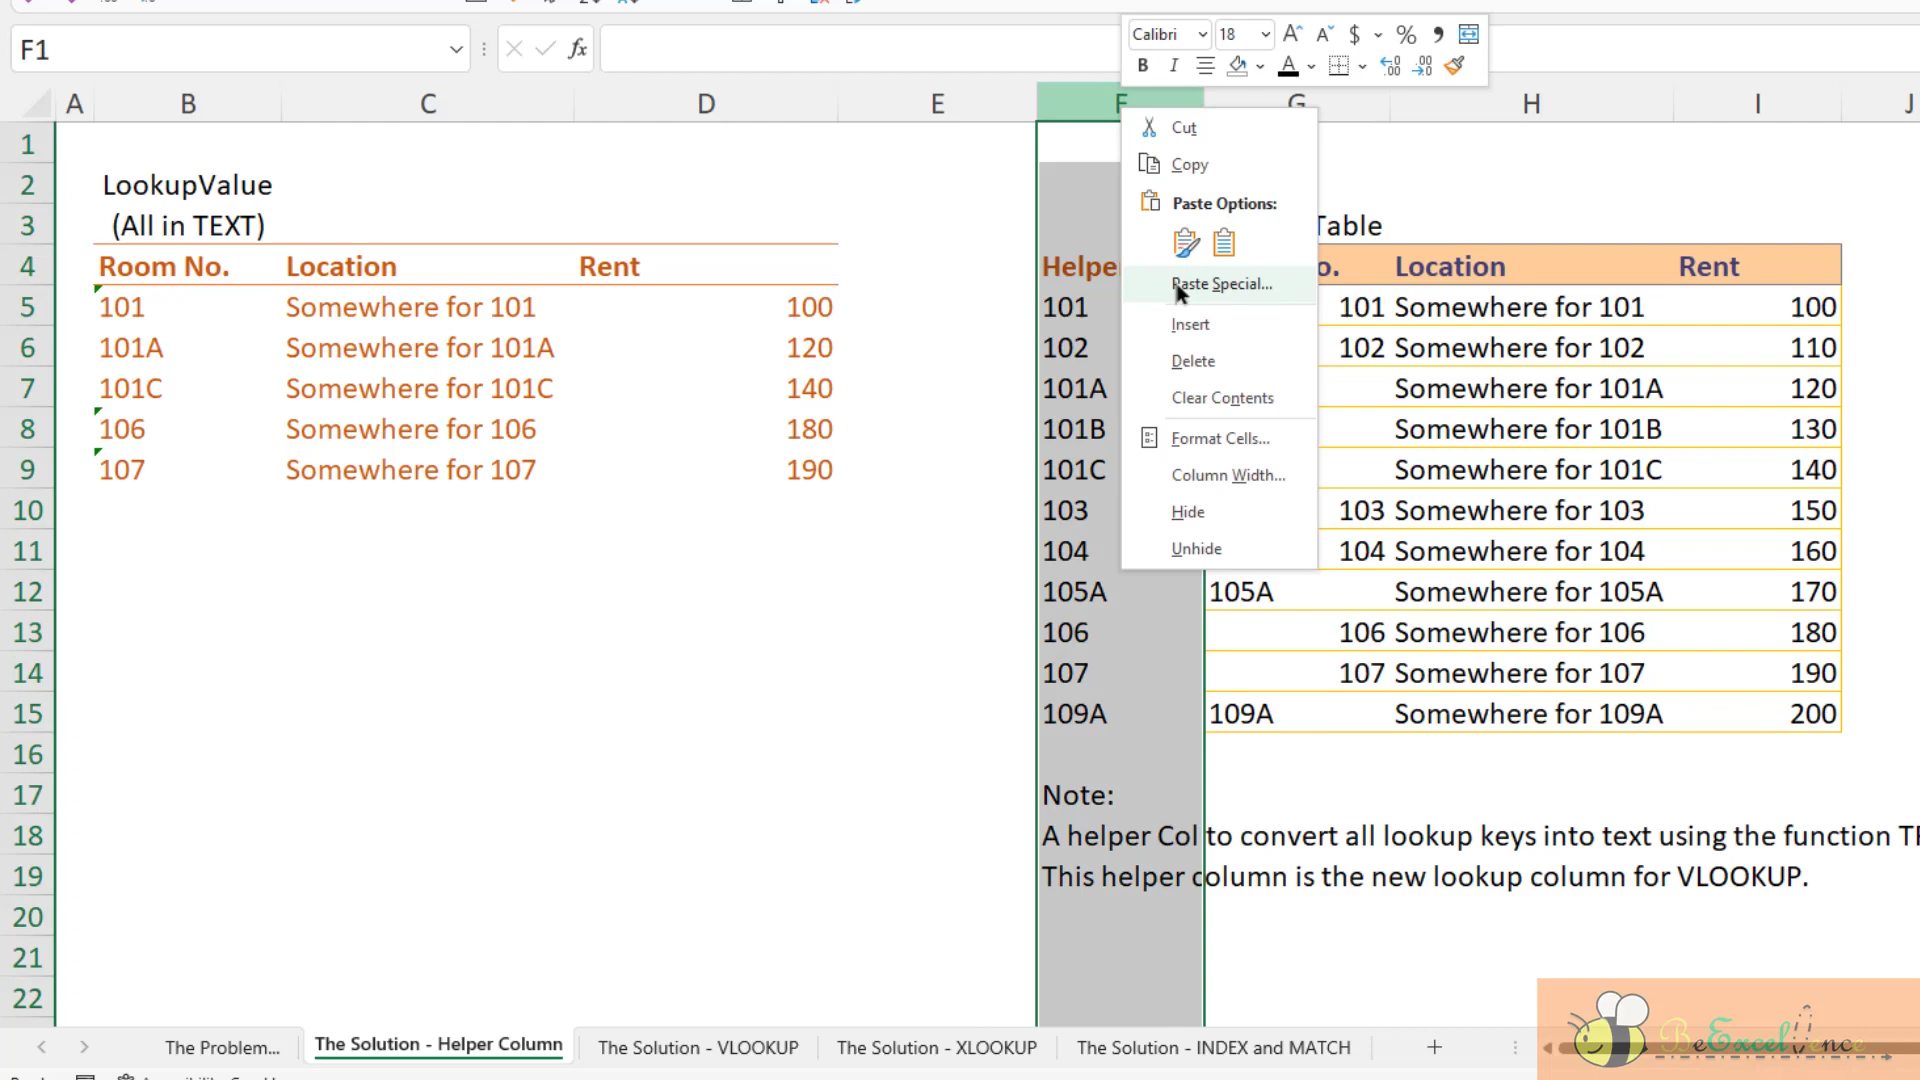 F1
fx
Calibri
18
$
%
B
I
A
A B C D E F G H I J
1
2 LookupValue
3 (All in TEXT) Table
4 Room No. Location Rent Helpe o. Location Rent
5 101 Somewhere for 101 100 101 101 Somewhere for 101 100
6 101A Somewhere for 101A 120 102 102 Somewhere for 102 110
7 101C Somewhere for 101C 140 101A Somewhere for 101A 120
8 106 Somewhere for 106 180 101B Somewhere for 101B 130
9 107 Somewhere for 107 190 101C Somewhere for 101C 140
10 103 103 Somewhere for 103 150
11 104 104 Somewhere for 104 160
12 105A 105A Somewhere for 105A 170
13 106 106 Somewhere for 106 180
14 107 107 Somewhere for 107 190
15 109A 109A Somewhere for 109A 200
16
17 Note:
18 A helper Col to convert all lookup keys into text using the function
19 This helper column is the new lookup column for VLOOKUP.
20
21
22
Cut
Copy
Paste Options:
Paste Special...
Insert
Delete
Clear Contents
Format Cells...
Column Width...
Hide
Unhide
The Problem... The Solution - Helper Column The Solution - VLOOKUP The Solution - XLOOKUP The Solution - INDEX and MATCH
BeExcellence